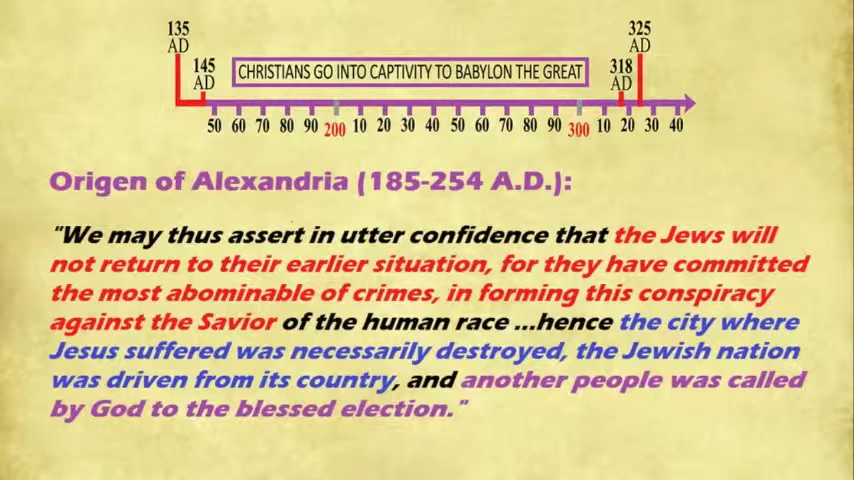 135
AD
325
AD
145
AD
CHRISTIANS GO INTO CAPTIVITY TO BABYLON THE GREAT
318
AD
50 60 70 80 90 200 10 20 30 40 50 60 70 80 90 300 10 20 30 40
Origen of Alexandria (185-254 A.D.):
"We may thus assert in utter confidence that the Jews will
not return to their earlier situation, for they have committed
the most abominable of crimes, in forming this conspiracy
against the Savior of the human race ...hence the city where
Jesus suffered was necessarily destroyed, the Jewish nation
was driven from its country, and another people was called
by God to the blessed election."